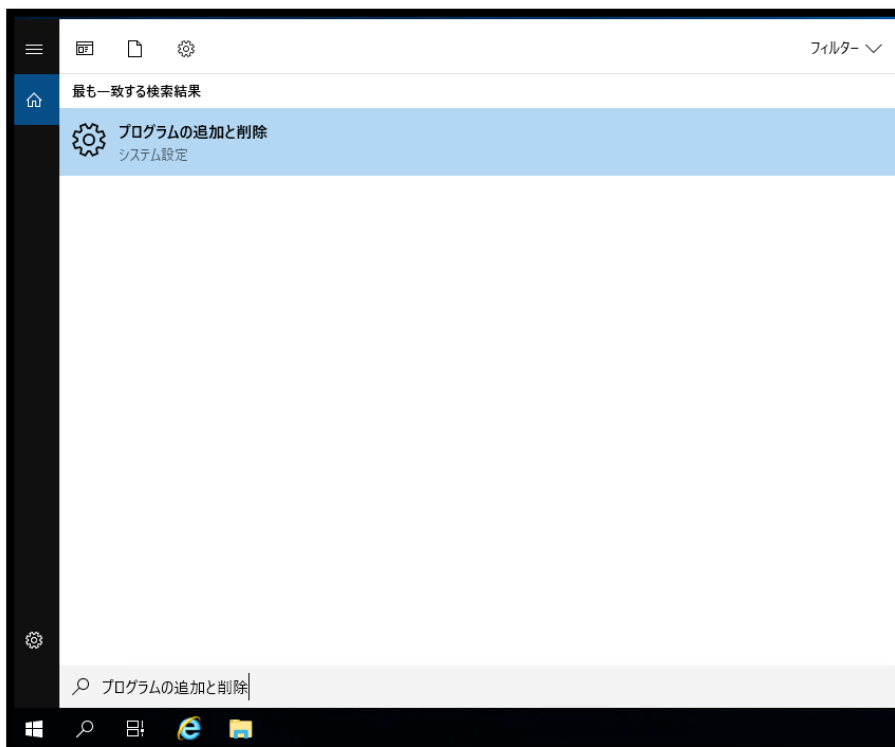 フィルター
最も一致する検索結果
プログラムの追加と削除
システム設定
プログラムの追加と削除